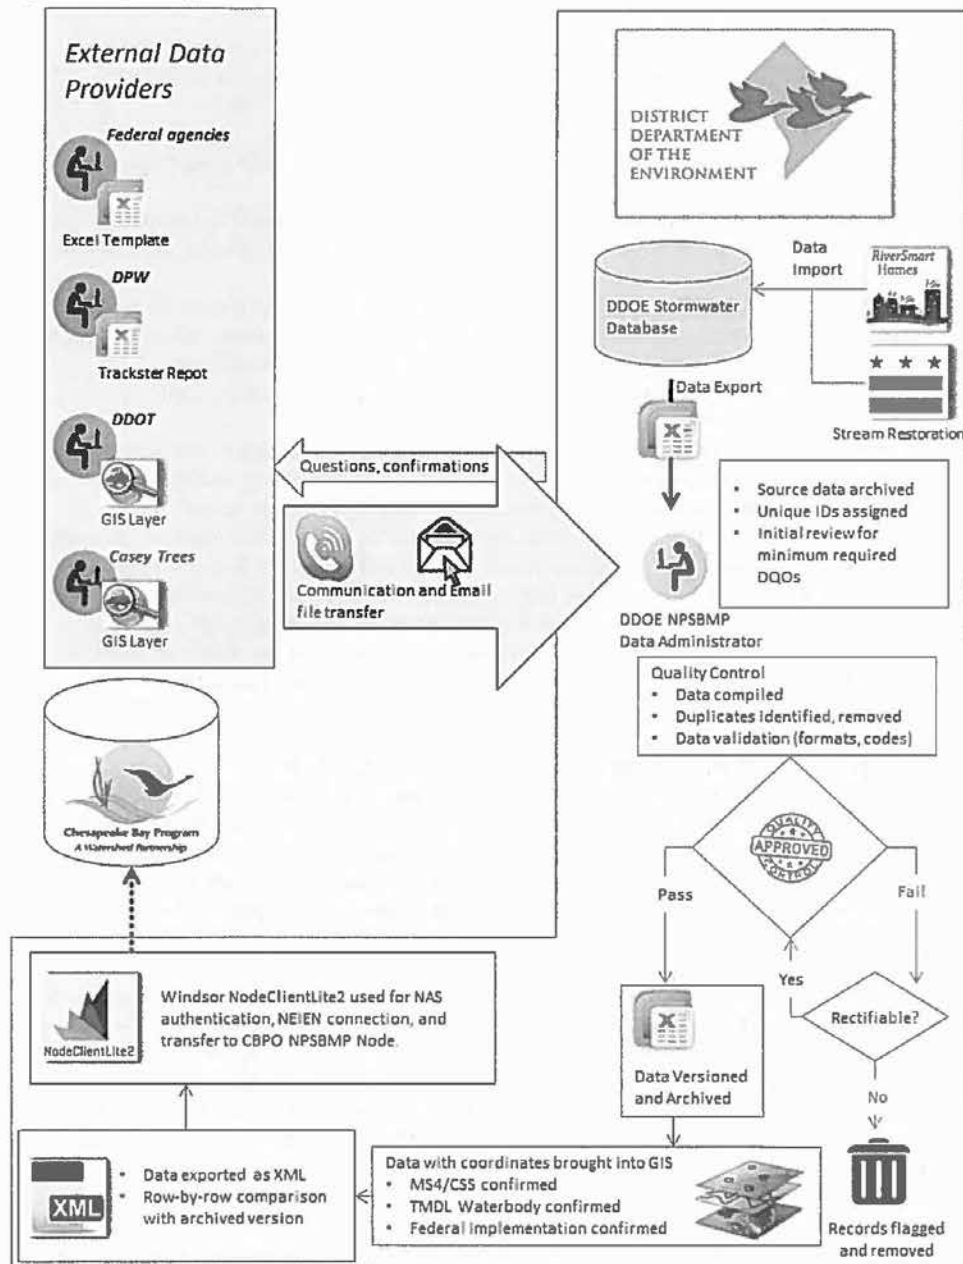 External Data
Providers
Federal agencies
Excel Template
DPW
Trackster Repot
DDOT
GIS Layer
Casey Trees
GIS Layer
Questions, confirmations
Communication and Email
file transfer
DISTRICT
DEPARTMENT
OF THE
ENVIRONMENT
Data
Import
RiverSmart
Homes
DDOE Stormwater
Database
Stream Restoration
Data Export
• Source data archived
• Unique IDs assigned
• Initial review for
minimum required
DQOs
DDOE NPSBMP
Data Administrator
Quality Control
• Data compiled
• Duplicates identified, removed
• Data validation (formats, codes)
QUALITY
APPROVED
CONTROL
Pass
Fail
Yes
Rectifiable?
No
Records flagged
and removed
Data Versioned
and Archived
Data with coordinates brought into GIS
• MS4/CSS confirmed
• TMDL Waterbody confirmed
• Federal Implementation confirmed
XML
• Data exported as XML
• Row-by-row comparison
with archived version
NodeClientLite2
Windsor NodeClientLite2 used for NAS
authentication, NEIEN connection, and
transfer to CBPO NPSBMP Node.
Chesapeake Bay Program
A Watershed Partnership